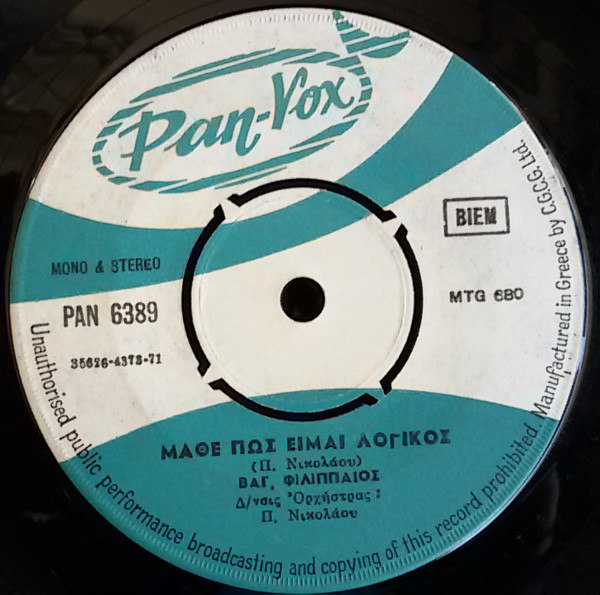 Pan-Vox
BIEM
MONO & STEREO
PAN 6389
MTG 680
35626-4373-71
ΜΑΘΕ ΠΩΣ ΕΙΜΑΙ ΛΟΓΙΚΟΣ
(Π. Νικολάου)
ΒΑΓ, ΦΙΛΙΠΠΑΙΟΣ
Δ/νσις Ὀρχήστρας :
Π, Νικολάου
Unauthorised public performance broadcasting and copying of this record prohibited. Manufactured in Greece by C.G.C.G. Ltd.